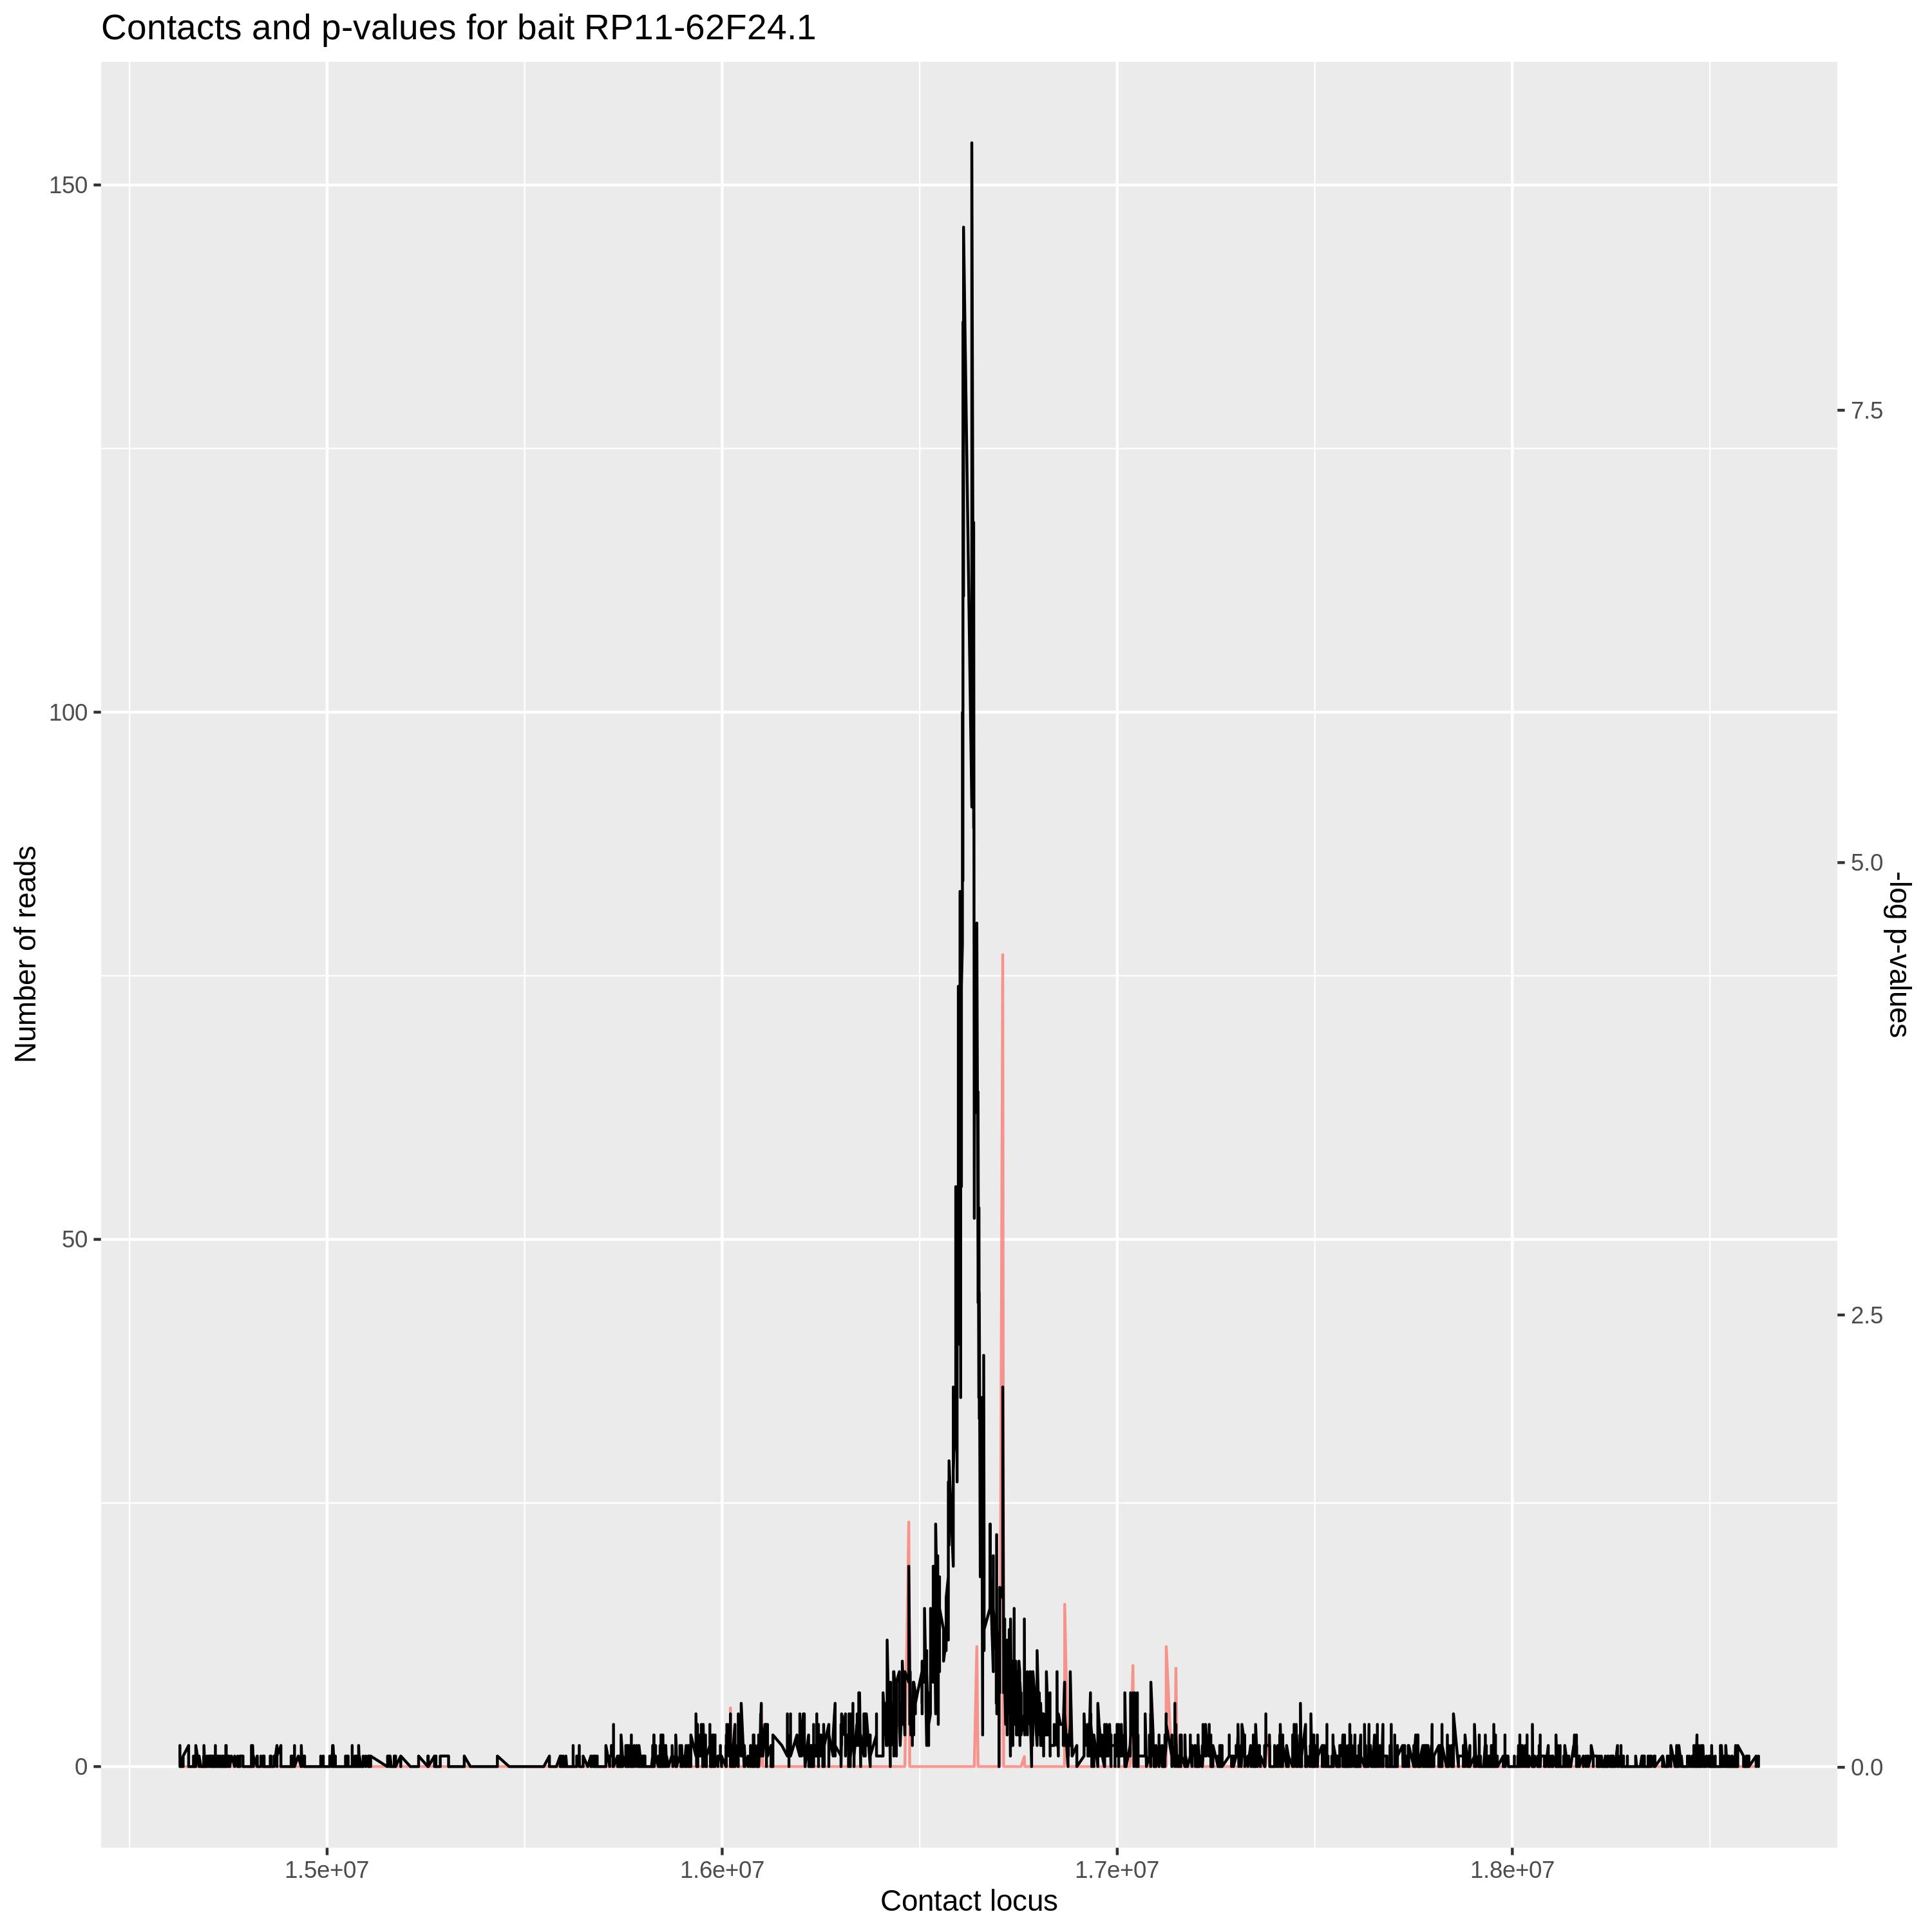 Contacts and p-values for bait RP11-62F24.1
150
100
50
0
7.5
5.0
2.5
0.0
Number of reads
-log p-values
1.5e+07
1.6e+07
1.7e+07
1.8e+07
Contact locus